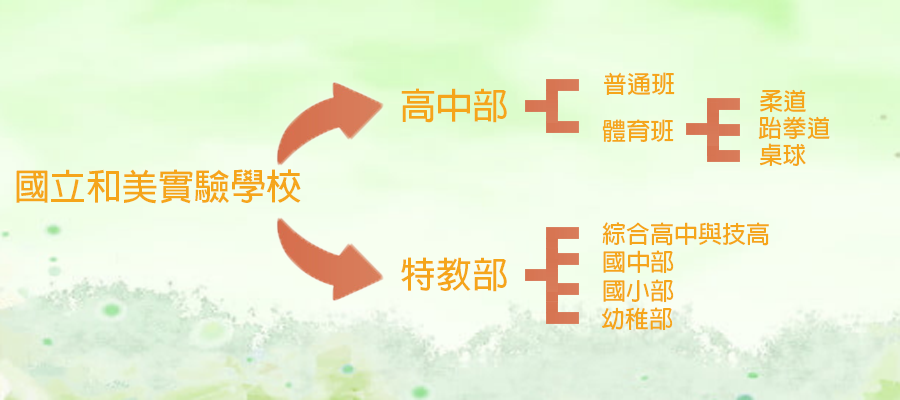 國立和美實驗學校
高中部
普通班
體育班
柔道
跆拳道
桌球
特教部
綜合高中與技高
國中部
國小部
幼稚部